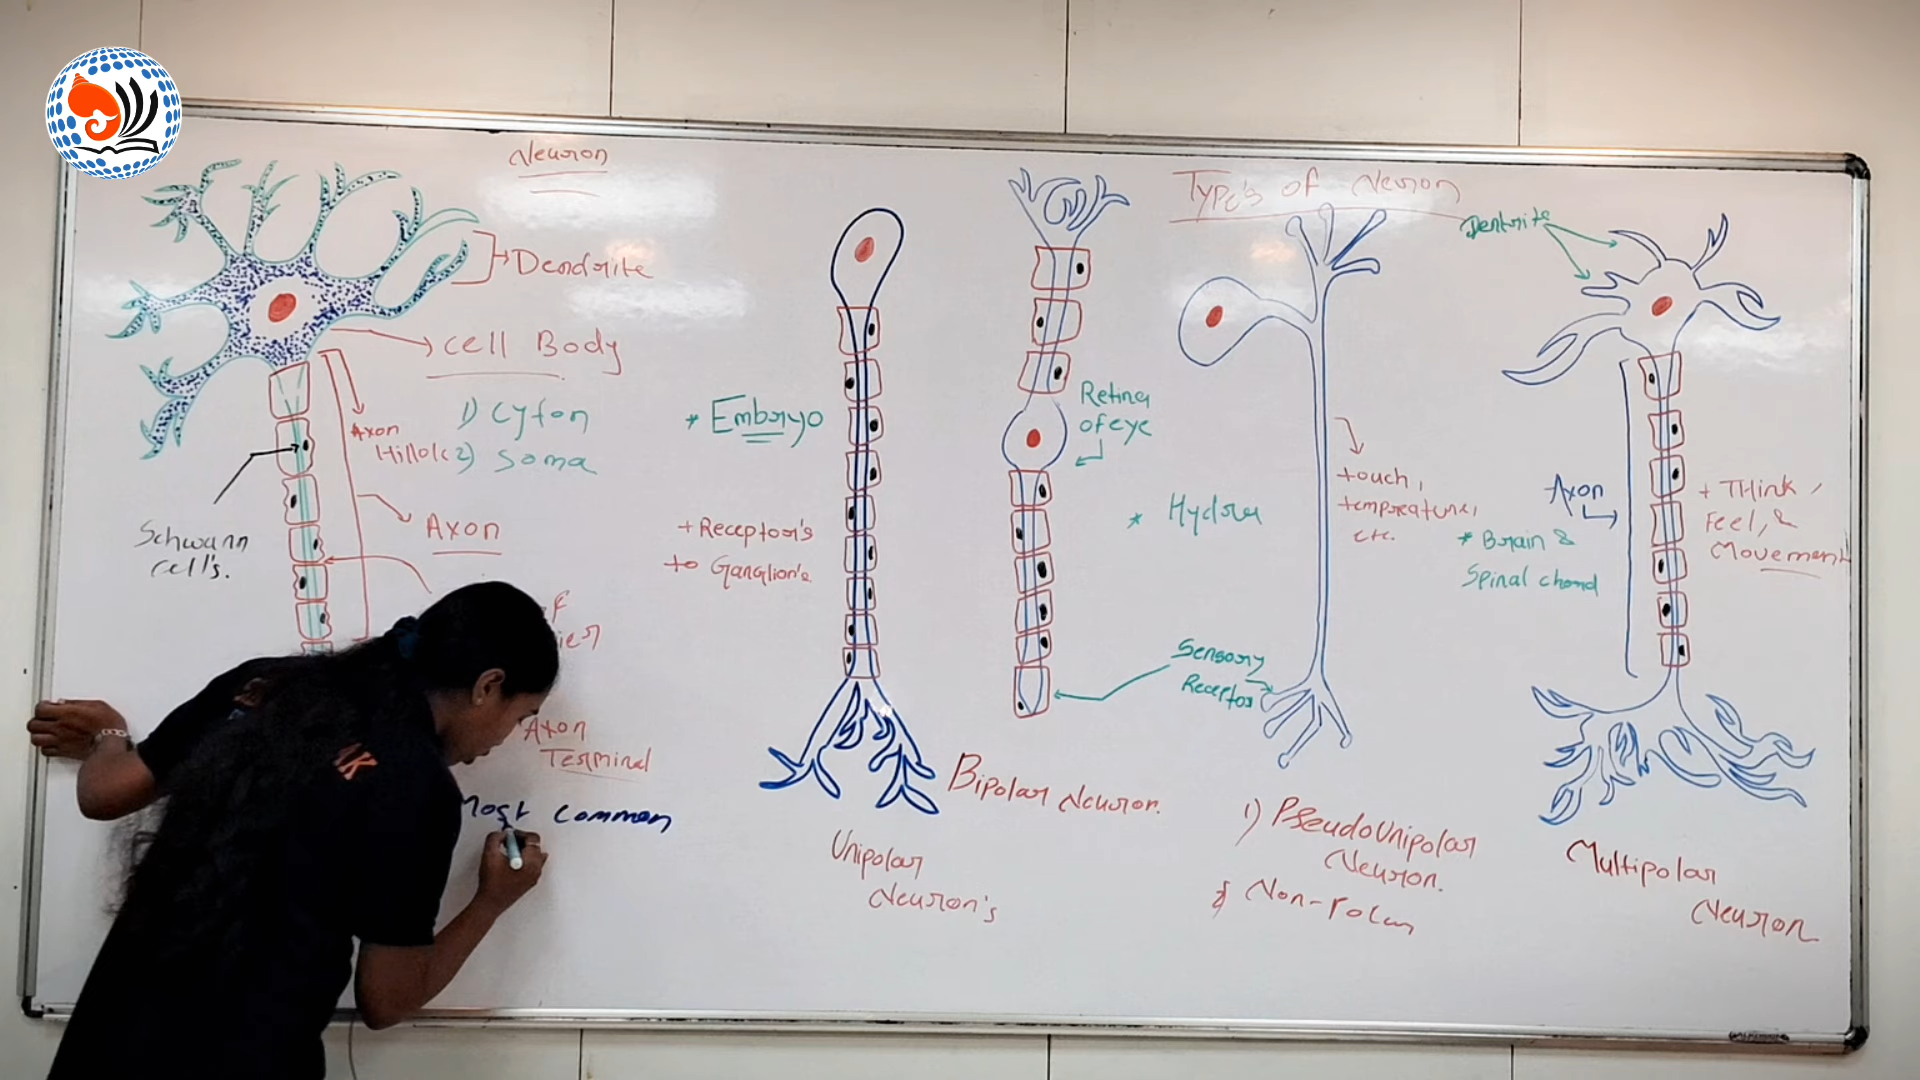 Neuron
Dendrite
cell Body
1) Cyton
2) Soma
Axon
Hillok
Axon
Schwann
Cell's.
Axon
Terminal
Most Common
* Embryo
+ Receptor's
to Ganglion's
Unipolar
Neuron's
Type's of Neuron
Retina
of eye
* Hydra
Sensory
Receptor
Bipolar Neuron.
touch,
etc.
1) PseudoUnipolar
Neuron.
Non-Polar
Dentrite
Axon
* Brain &
Spinal chord
+ THink,
Feel, &
Movement
Multipolar
Neuron